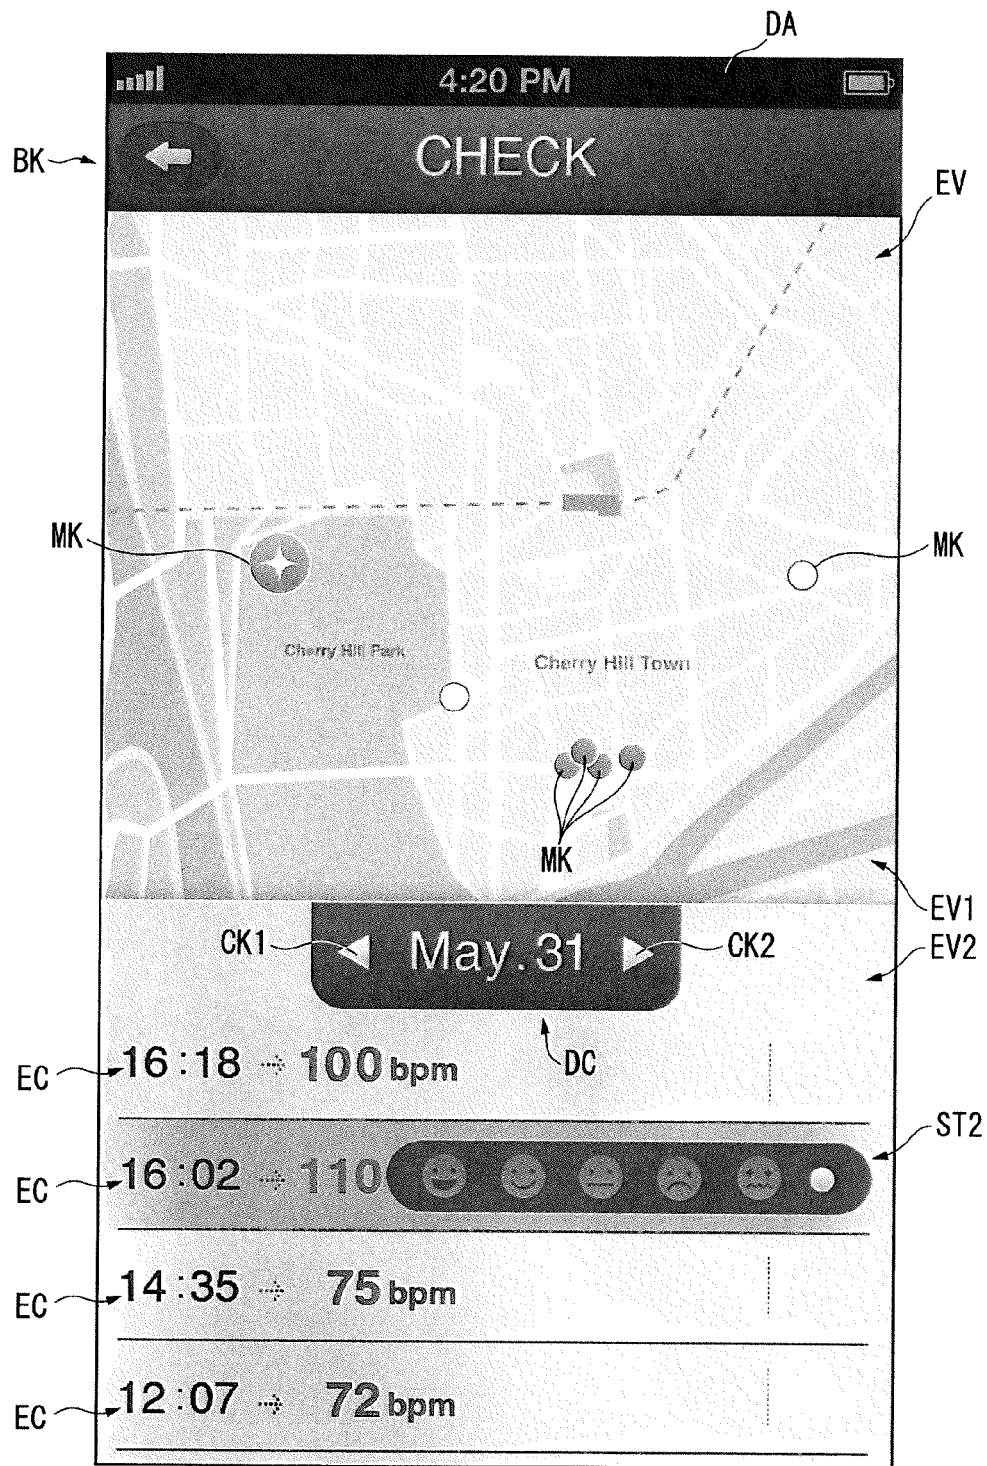 DA
4:20 PM
BK
CHECK
EV
MK
MK
Cherry Hill Park
Cherry Hill Town
MK
EV1
CK1
May. 31
CK2
EV2
DC
EC
16:18 100 bpm
ST2
EC
16:02 110
EC
14:35 75 bpm
EC
12:07 72 bpm